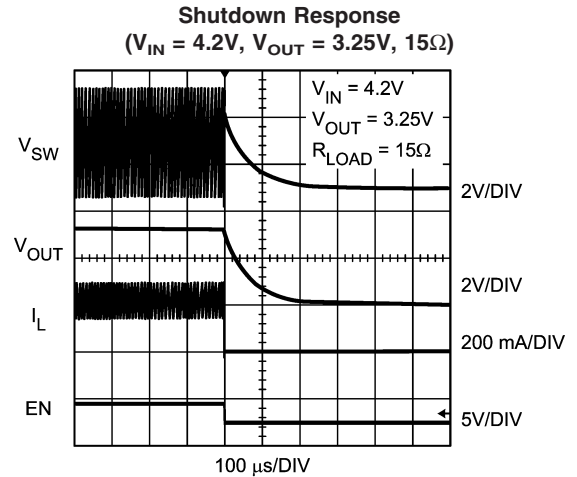 Shutdown Response
(VIN = 4.2V, VOUT = 3.25V, 15Ω)
VIN = 4.2V
VOUT = 3.25V
RLOAD = 15Ω
VSW
2V/DIV
VOUT
2V/DIV
IL
200 mA/DIV
EN
5V/DIV
100 μs/DIV